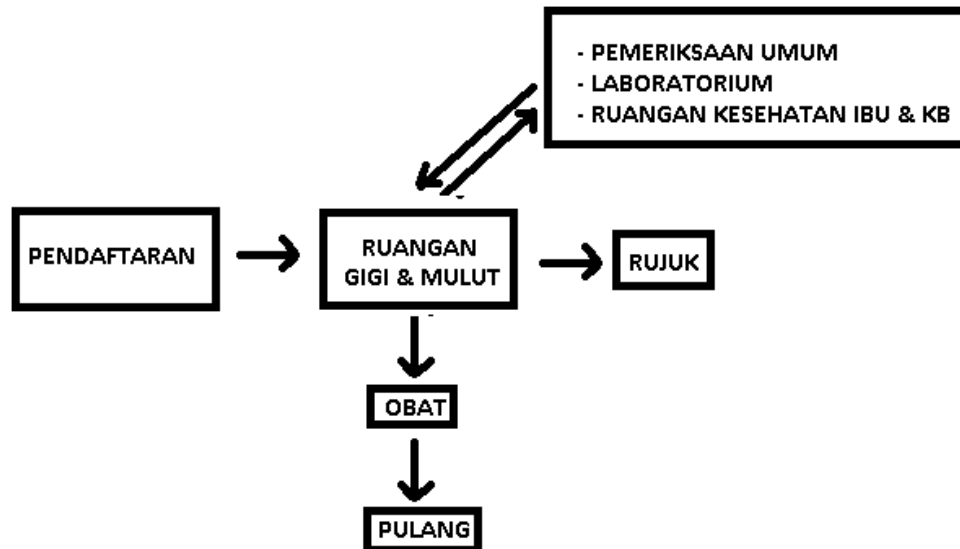 - PEMERIKSAAN UMUM
- LABORATORIUM
- RUANGAN KESEHATAN IBU & KB
PENDAFTARAN
RUANGAN
GIGI & MULUT
RUJUK
OBAT
PULANG